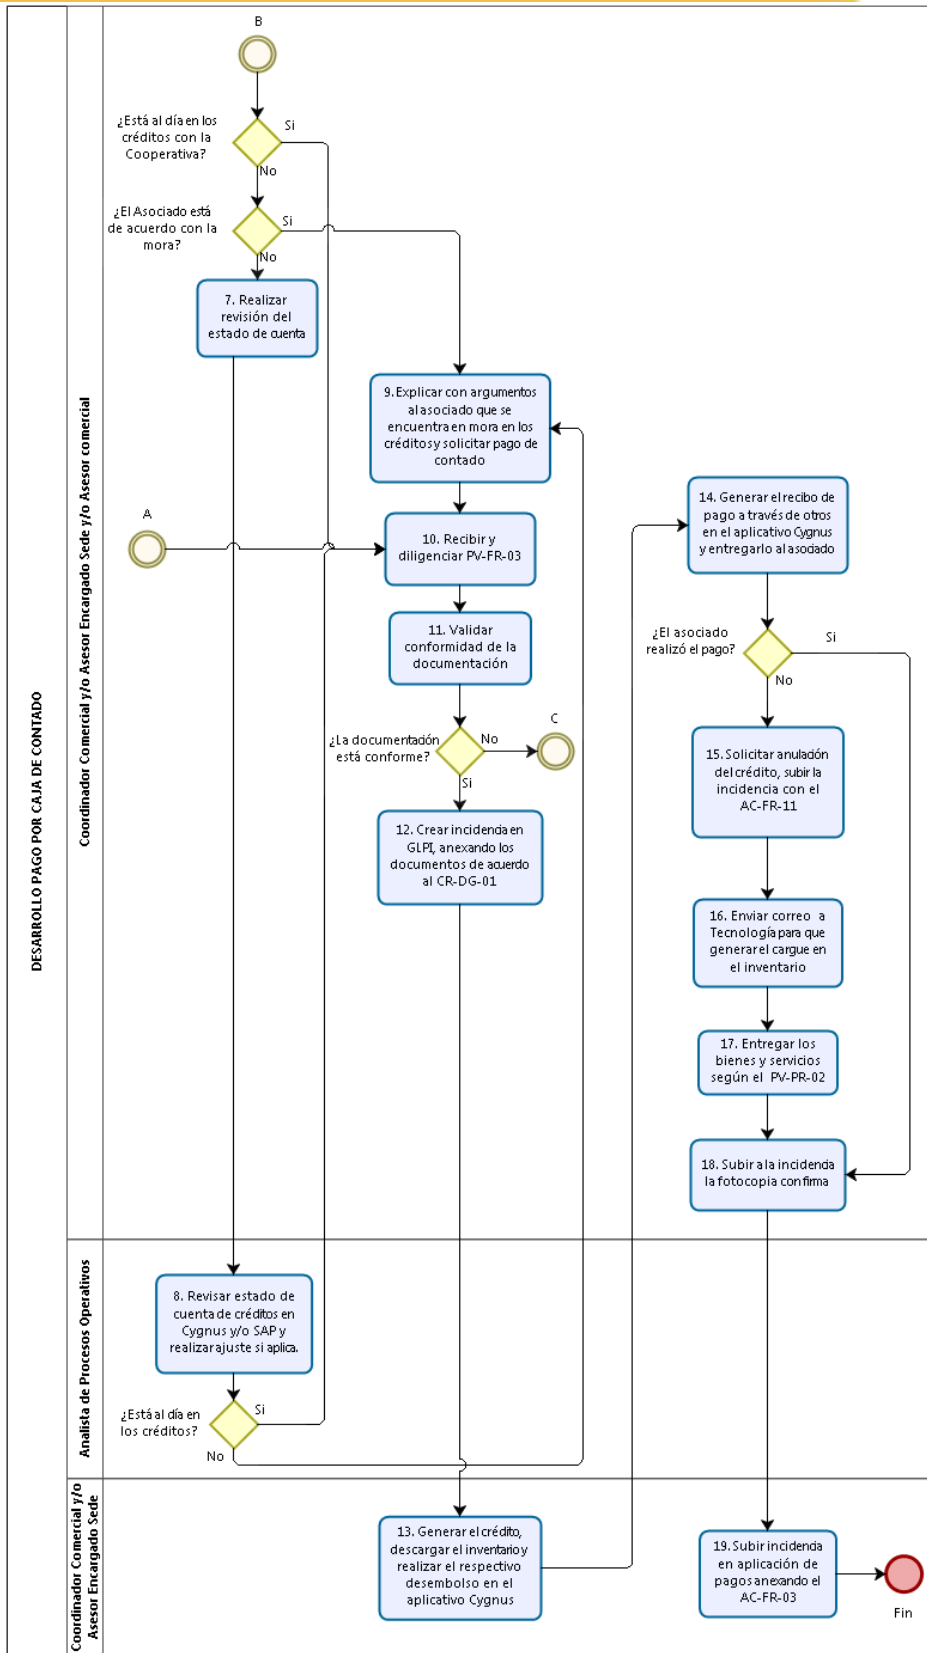 DESARROLLO PAGO POR CAJA DE CONTADO
Coordinador Comercial y/o Asesor Encargado Sede y/o Asesor comercial
B
¿Está al día en los
créditos con la
Cooperativa?
Si
No
¿El Asociado está
de acuerdo con la
mora?
Si
No
7. Realizar
revisión del
estado de cuenta
9. Explicar con argumentos
al asociado que se
encuentra en mora en los
créditos y solicitar pago de
contado
A
10. Recibir y
diligenciar PV-FR-03
11. Validar
conformidad de la
documentación
¿La documentación
está conforme?
No
C
Si
12. Crear incidencia en
GLPI, anexando los
documentos de acuerdo
al CR-DG-01
14. Generar el recibo de
pago a través de otros
en el aplicativo Cygnus
y entregarlo al asociado
¿El asociado
realizó el pago?
Si
No
15. Solicitar anulación
del crédito, subir la
incidencia con el
AC-FR-11
16. Enviar correo a
Tecnología para que
generar el cargue en
el inventario
17. Entregar los
bienes y servicios
según el PV-PR-02
18. Subir a la incidencia
la fotocopia con firma
Analista de Procesos Operativos
8. Revisar estado de
cuenta de créditos en
Cygnus y/o SAP y
realizar ajuste si aplica.
¿Está al día en
los créditos?
Si
No
Coordinador Comercial y/o
Asesor Encargado Sede
13. Generar el crédito,
descargar el inventario y
realizar el respectivo
desembolso en el
aplicativo Cygnus
19. Subir incidencia
en aplicación de
pagos anexando el
AC-FR-03
Fin